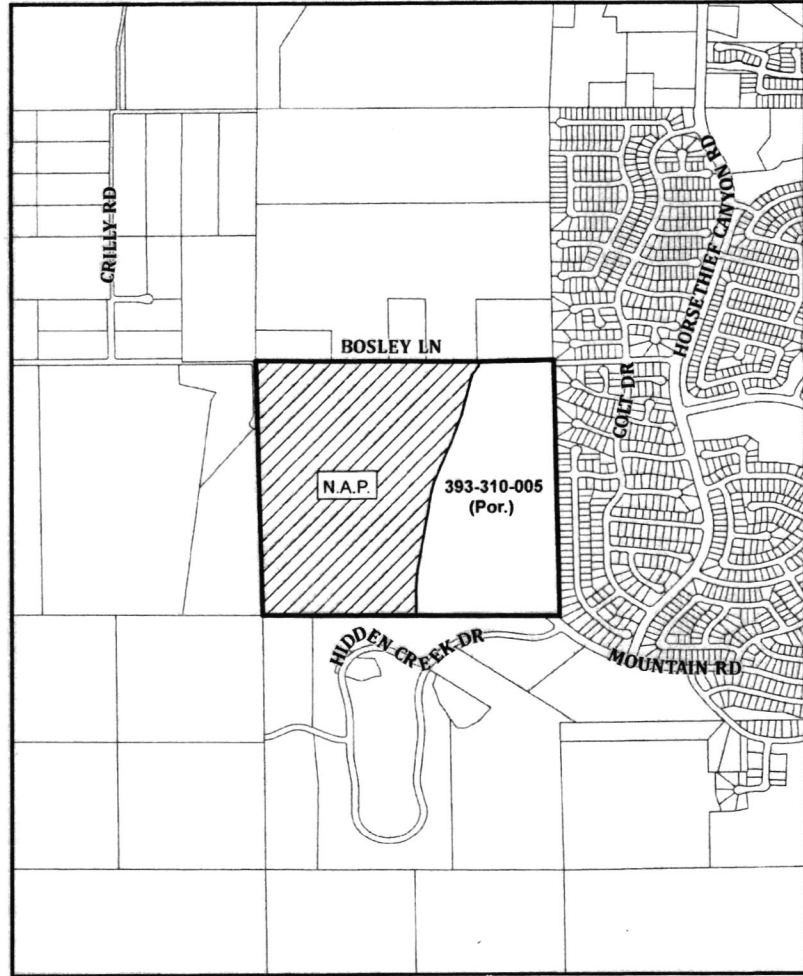 CRILLY RD
HORSETHIEF CANYON RD
BOSLEY LN
COLT DR
N.A.P.
393-310-005
(Por.)
HIDDEN CREEK DR
MOUNTAIN RD